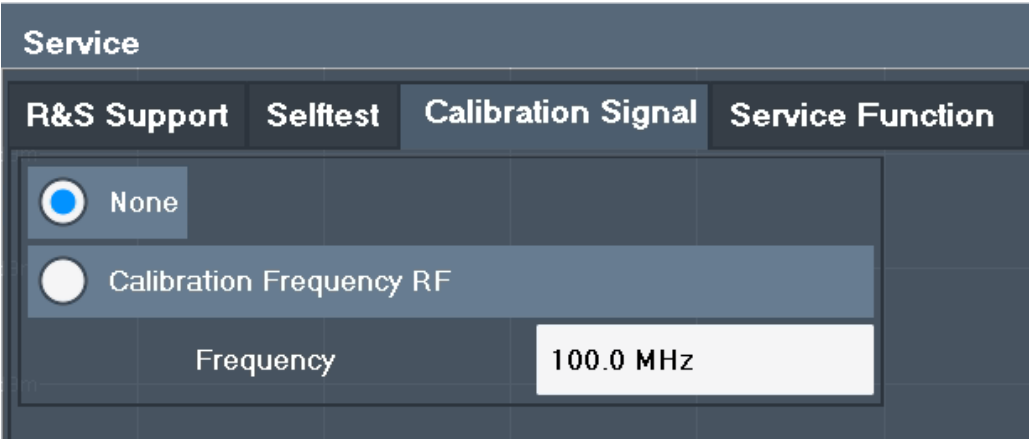 Service
R&S Support Selftest Calibration Signal Service Function
None
Calibration Frequency RF
Frequency 100.0 MHz